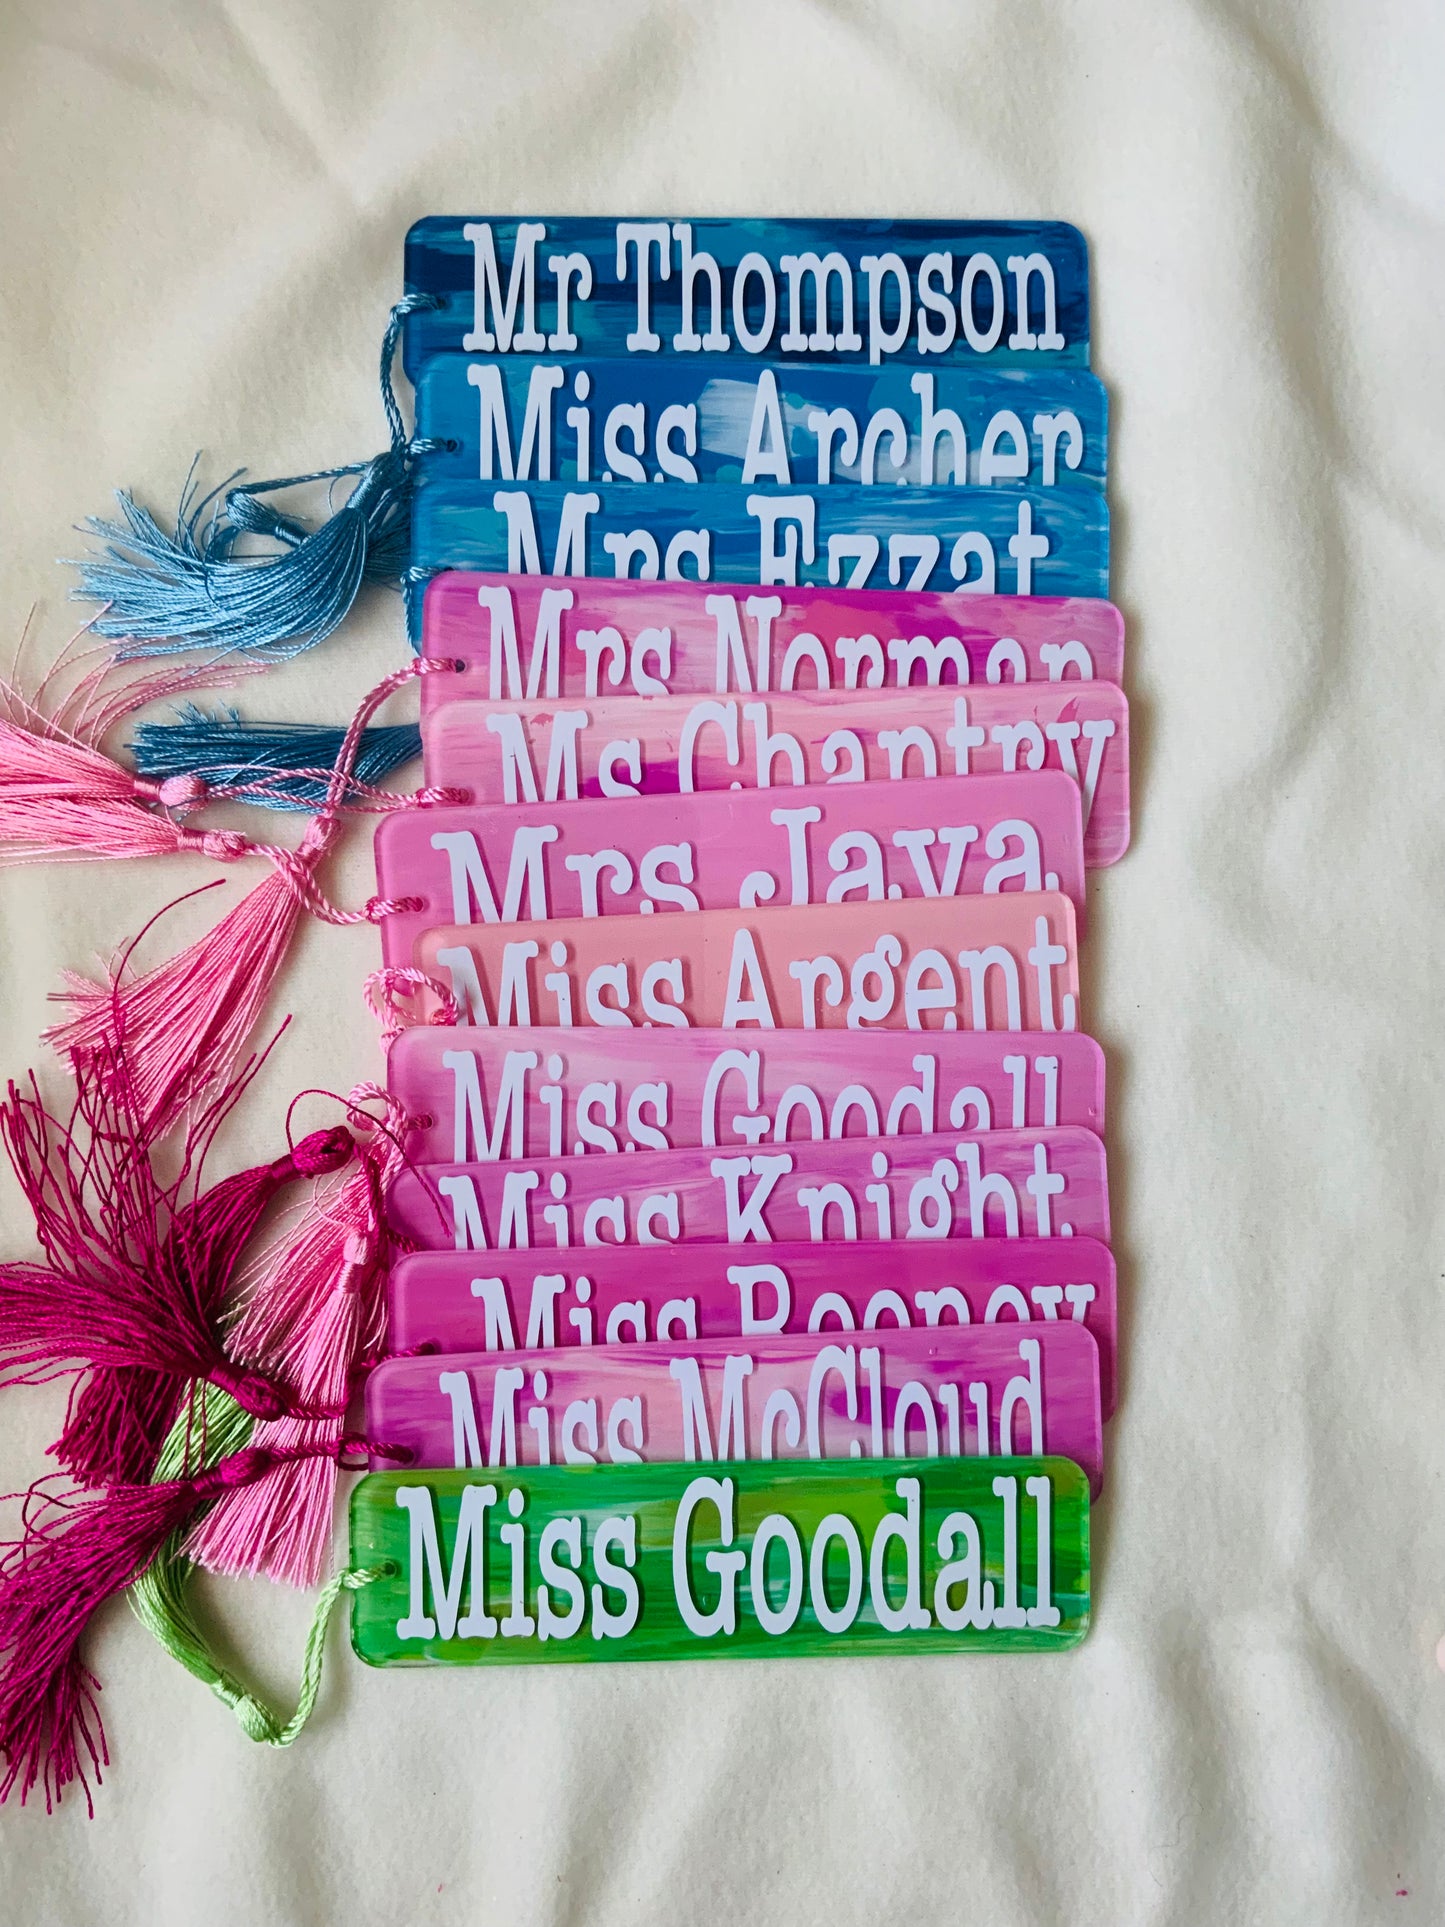 Mr Thompson
Miss Archer
Mrs Ezzat
Mrs Norman
Ms Chantry
Mrs Java
Miss Argent
Miss Goodall
Miss Knight
Miss Rooney
Miss McCloud
Miss Goodall